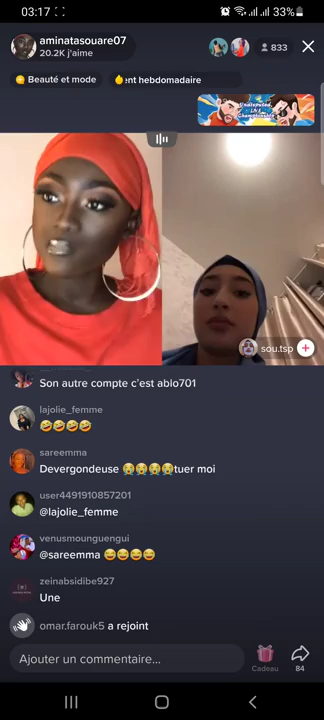 03:17
33%
aminatasouare07
20.2K j'aime
833
Beauté et mode
ent hebdomadaire
sou.tsp
Son autre compte c'est ablo701
lajolie_femme
🤣🤣🤣🤣
sareemma
Devergondeuse 😭😭😭😭tuer moi
user4491910857201
@lajolie_femme
venusmounguengui
@sareemma 😂😂😂😂
zeinabsidibe927
Une
omar.farouk5 a rejoint
Ajouter un commentaire...
Cadeau
84